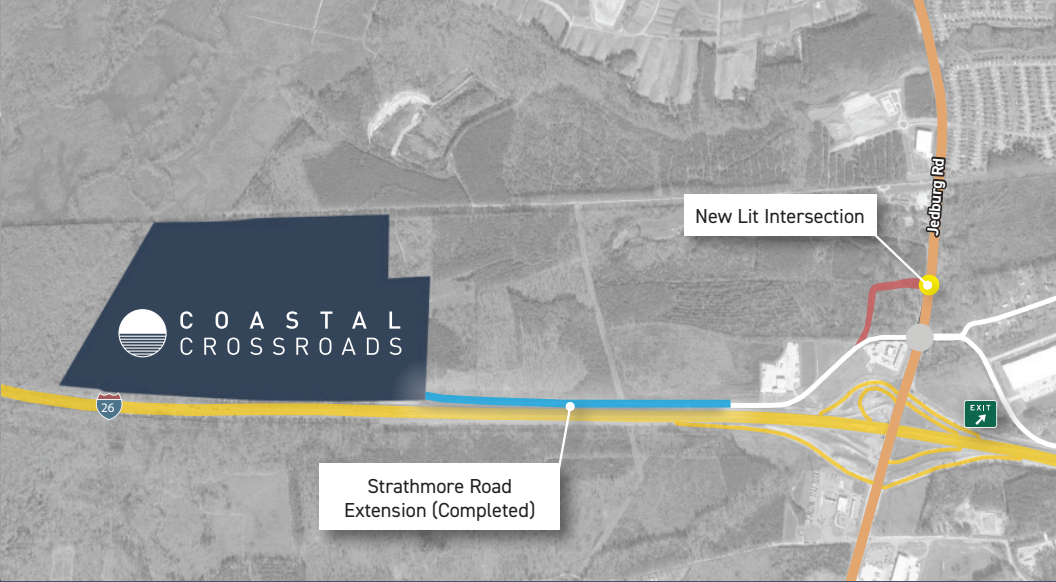 New Lit Intersection
Jedburg Rd
COASTAL
CROSSROADS
26
EXIT
Strathmore Road
Extension (Completed)